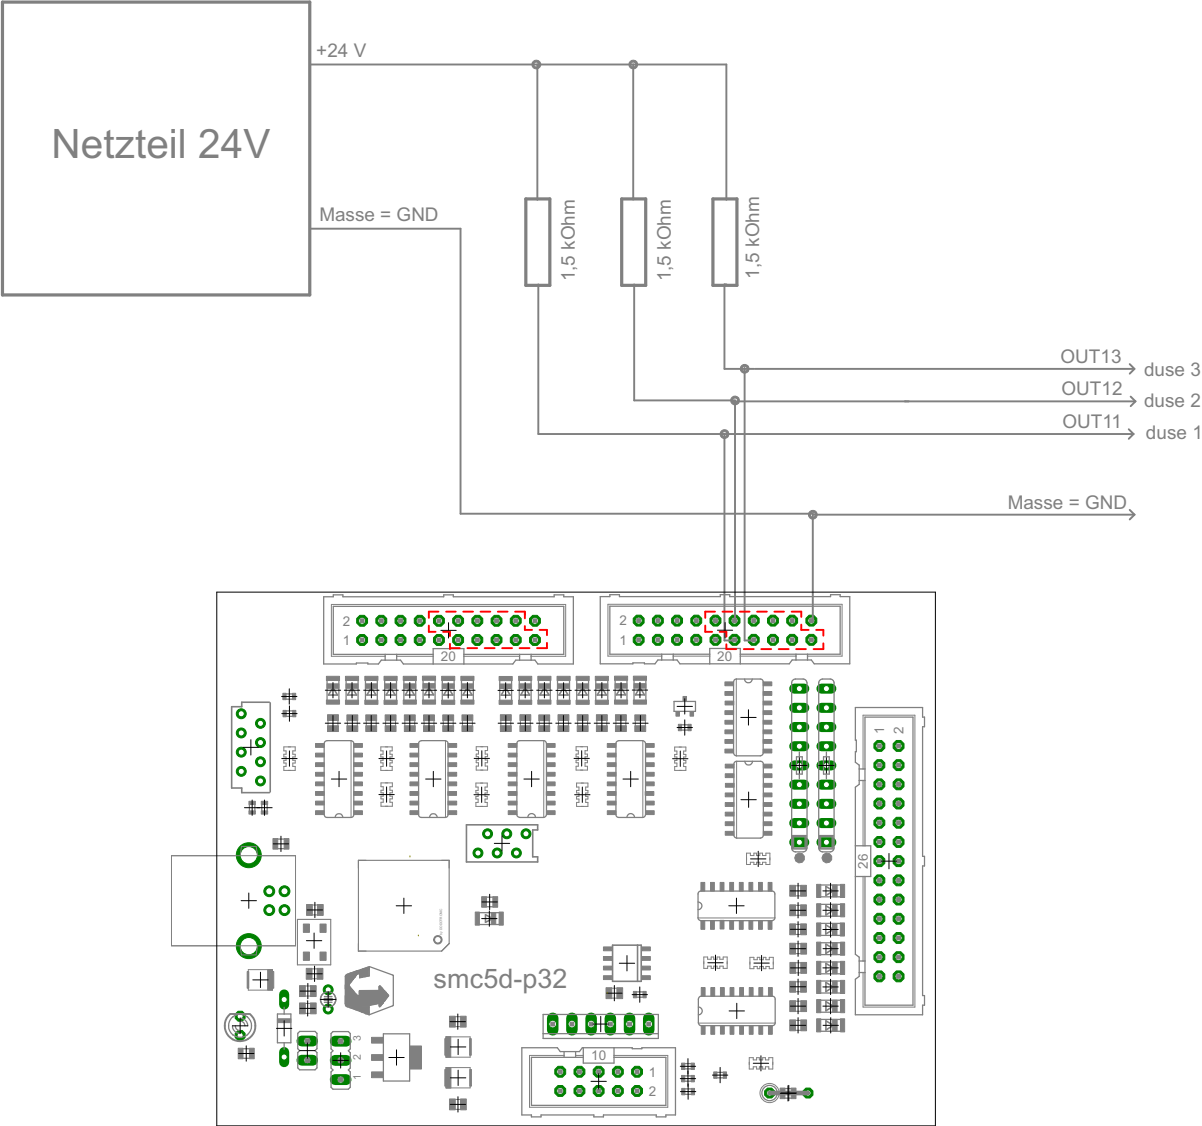 +24 V
Netzteil 24V
Masse = GND
1,5 kOhm
1,5 kOhm
1,5 kOhm
OUT13
duse 3
OUT12
duse 2
OUT11
duse 1
Masse = GND
2
1
20
2
1
20
1
2
26
smc5d-p32
3
2
1
10
1
2